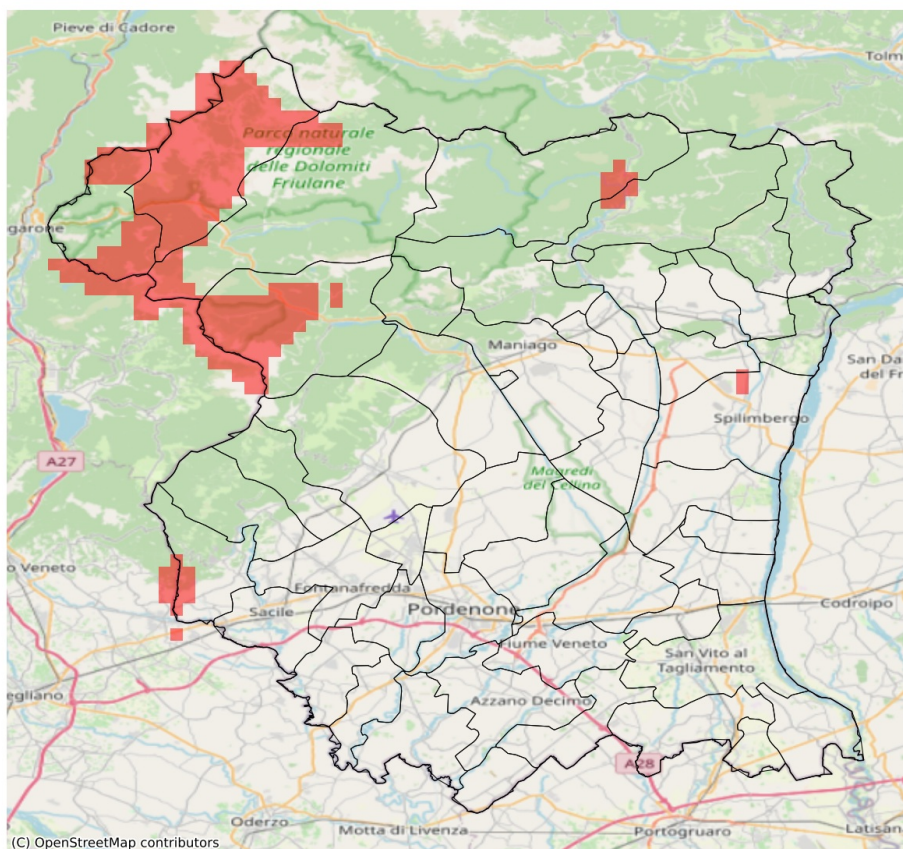 Pieve di Cadore
Tolm
Parco naturale
regionale
delle Dolomiti
Friulane
garone
Maniago
San Da
del Fr
Spilimbergo
A27
Magredi
del Cellina
o Veneto
Fontanafredda
Sacile
Pordenone
Codroipo
Fiume Veneto
San Vito al
Tagliamento
egliano
Azzano Decimo
A28
Oderzo
Motta di Livenza
Portogruaro
Latisan
(C) OpenStreetMap contributors